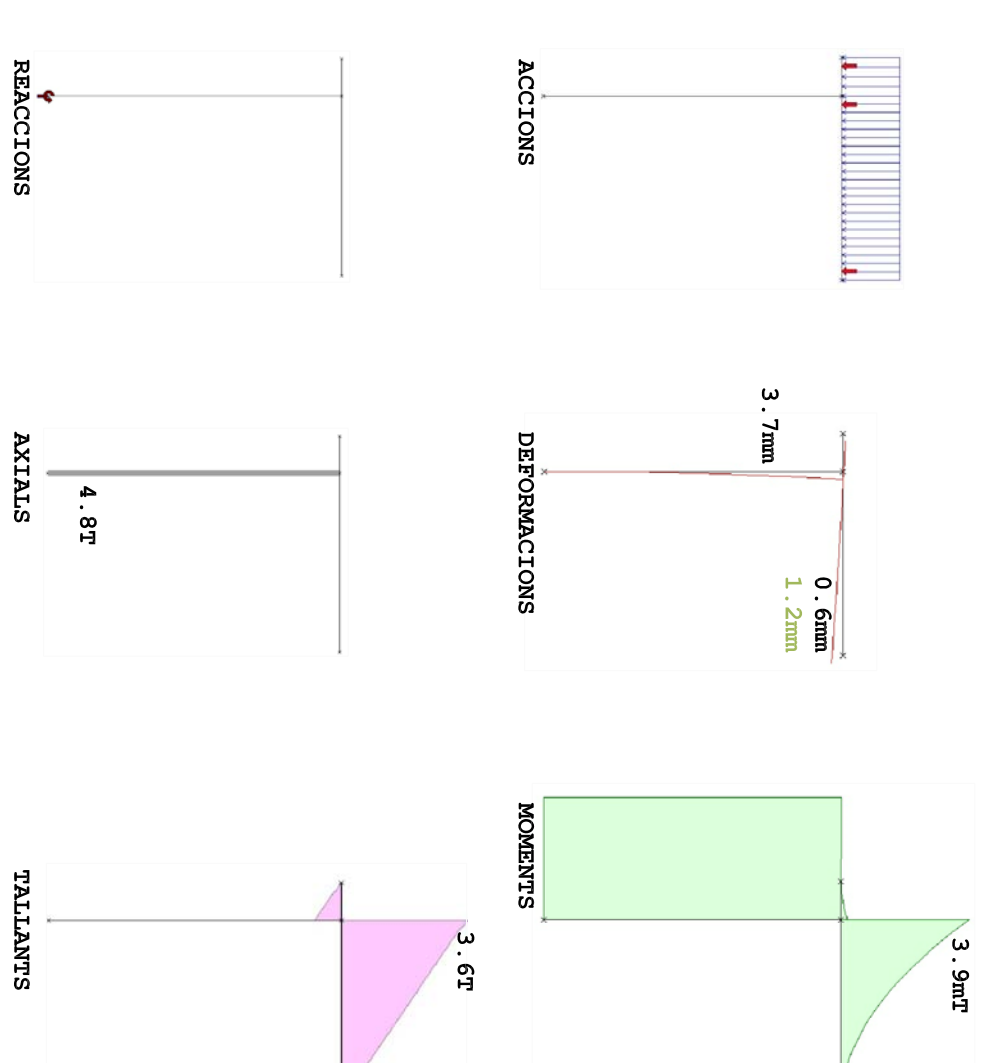 ACCIONS
REACCIONS
3.7mm
0.6mm
1.2mm
DEFORMACIONS
4.8T
AXIALS
3.9mT
MOMENTS
3.6T
TALLANTS